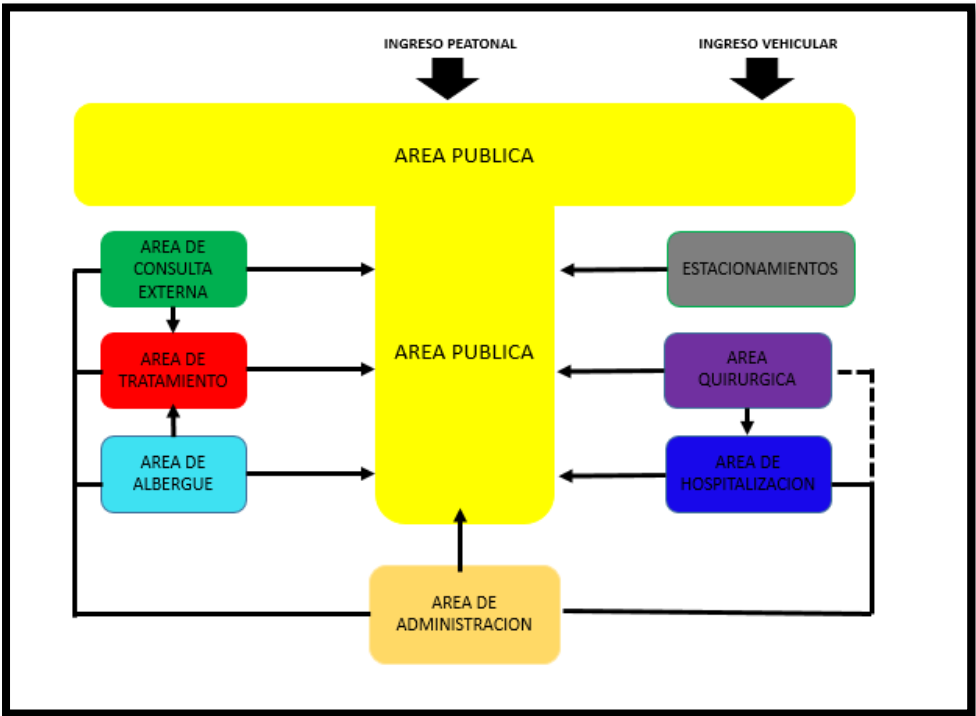 INGRESO PEATONAL
INGRESO VEHICULAR
AREA PUBLICA
AREA DE
CONSULTA
EXTERNA
ESTACIONAMIENTOS
AREA DE
TRATAMIENTO
AREA PUBLICA
AREA
QUIRURGICA
AREA DE
ALBERGUE
AREA DE
HOSPITALIZACION
AREA DE
ADMINISTRACION